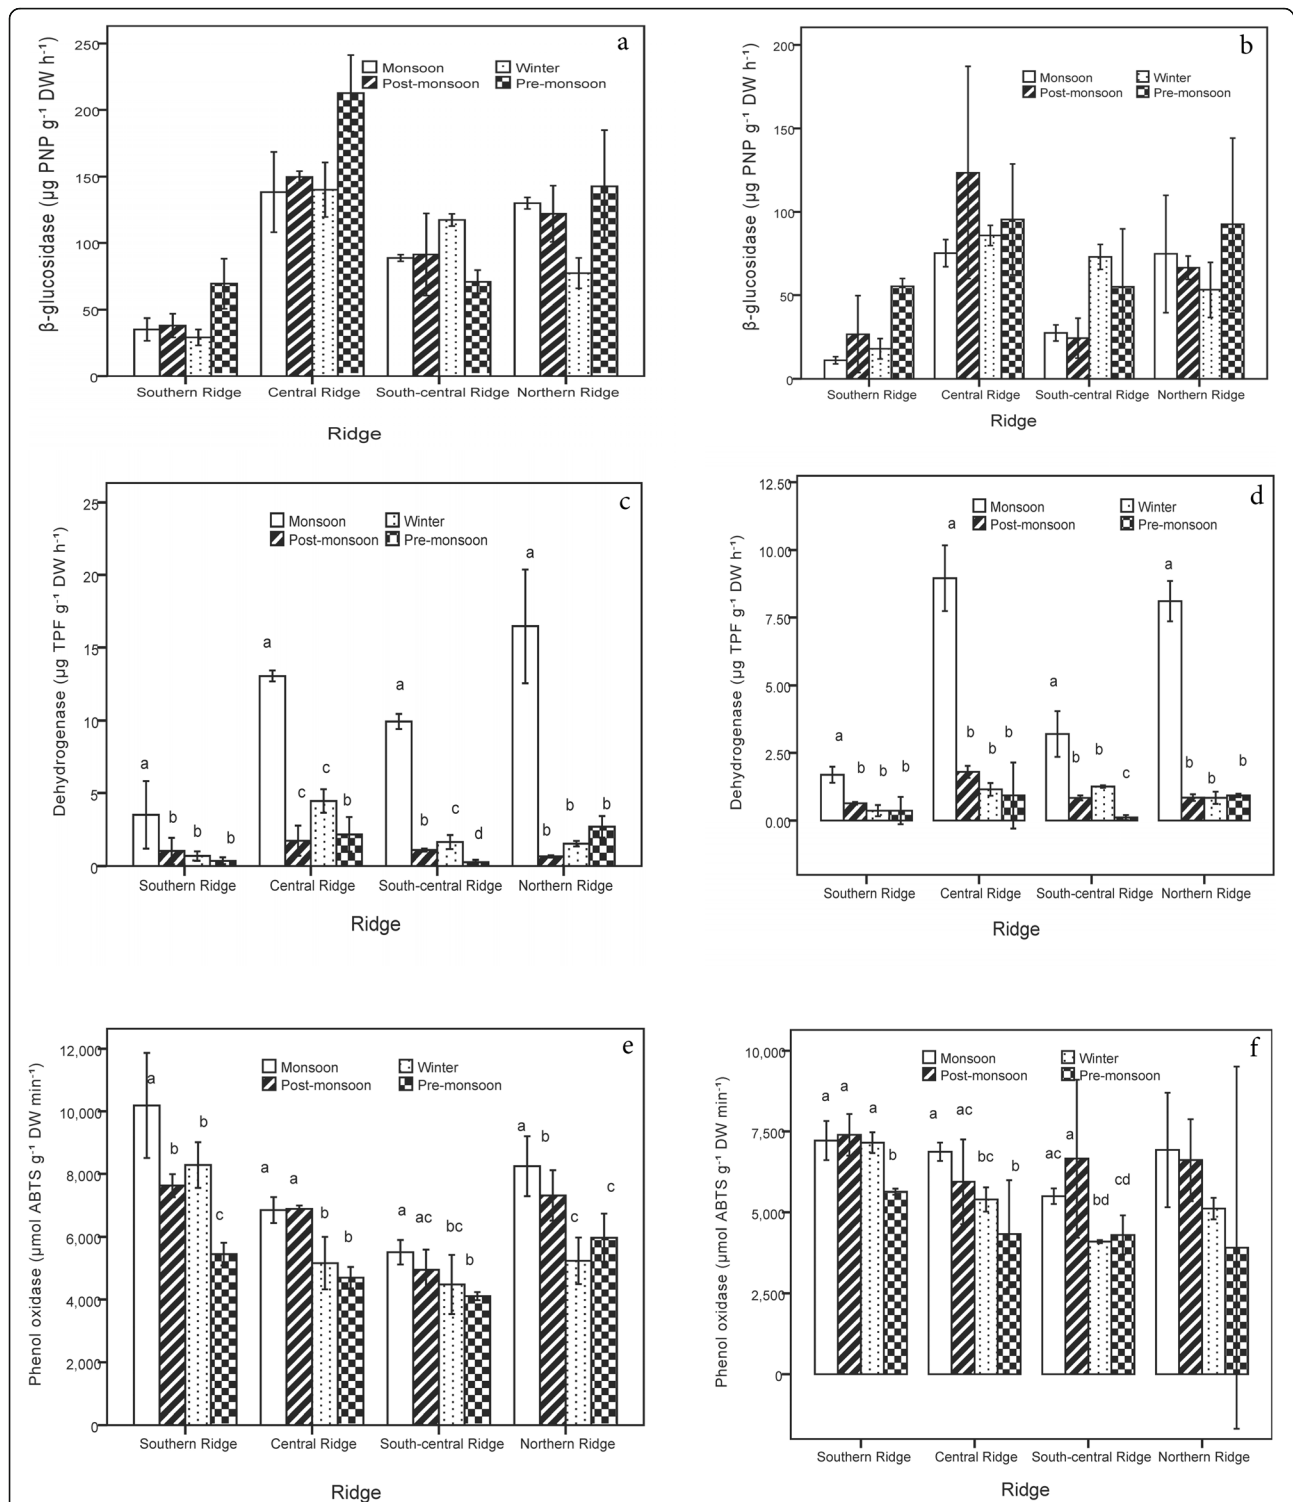 a
250
200
150
100
50
0
β-glucosidase (µg PNP g⁻¹ DW h⁻¹)
Monsoon Winter
Post-monsoon Pre-monsoon
Southern Ridge Central Ridge South-central Ridge Northern Ridge
Ridge
b
200
150
100
50
0
β-glucosidase (µg PNP g⁻¹ DW h⁻¹)
Monsoon Winter
Post-monsoon Pre-monsoon
Southern Ridge Central Ridge South-central Ridge Northern Ridge
Ridge
c
25
20
15
10
5
0
Dehydrogenase (µg TPF g⁻¹ DW h⁻¹)
Monsoon Winter
Post-monsoon Pre-monsoon
a b b b
a c c b
a b c d
a b b b
Southern Ridge Central Ridge South-central Ridge Northern Ridge
Ridge
d
12.50
10.00
7.50
5.00
2.50
0.00
Dehydrogenase (µg TPF g⁻¹ DW h⁻¹)
Monsoon Winter
Post-monsoon Pre-monsoon
a b b b
a b b b
a b b c
a b b b
Southern Ridge Central Ridge South-central Ridge Northern Ridge
Ridge
e
12,000
10,000
8,000
6,000
4,000
2,000
0
Phenol oxidase (µmol ABTS g⁻¹ DW min⁻¹)
Monsoon Winter
Post-monsoon Pre-monsoon
a b b c
a a b b
a ac bc b
a b c c
Southern Ridge Central Ridge South-central Ridge Northern Ridge
Ridge
f
10,000
7,500
5,000
2,500
0
Phenol oxidase (µmol ABTS g⁻¹ DW min⁻¹)
Monsoon Winter
Post-monsoon Pre-monsoon
a a a b
a ac bc b
ac a bd cd
Southern Ridge Central Ridge South-central Ridge Northern Ridge
Ridge